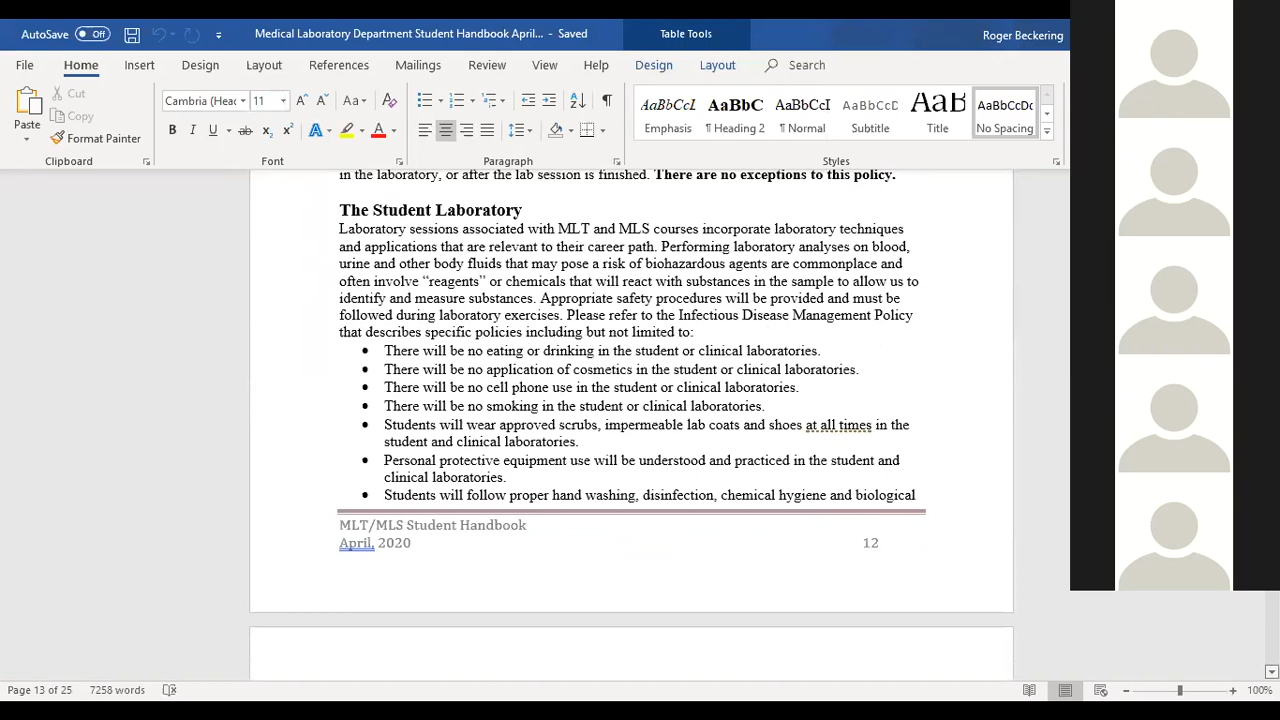 AutoSave Off Medical Laboratory Department Student Handbook April... - Saved Table Tools Roger Beckering
File Home Insert Design Layout References Mailings Review View Help Design Layout Search
Paste
Cut
Copy
Format Painter
Clipboard
Cambria (Hea 11
Font
Paragraph
AaBbCcI AaBbC AaBbCcI AaBbCcD AaB AaBbCcDc
Emphasis ¶ Heading 2 ¶ Normal Subtitle Title No Spacing
Styles
in the laboratory, or after the lab session is finished. There are no exceptions to this policy.
The Student Laboratory
Laboratory sessions associated with MLT and MLS courses incorporate laboratory techniques
and applications that are relevant to their career path. Performing laboratory analyses on blood,
urine and other body fluids that may pose a risk of biohazardous agents are commonplace and
often involve “reagents” or chemicals that will react with substances in the sample to allow us to
identify and measure substances. Appropriate safety procedures will be provided and must be
followed during laboratory exercises. Please refer to the Infectious Disease Management Policy
that describes specific policies including but not limited to:
• There will be no eating or drinking in the student or clinical laboratories.
• There will be no application of cosmetics in the student or clinical laboratories.
• There will be no cell phone use in the student or clinical laboratories.
• There will be no smoking in the student or clinical laboratories.
• Students will wear approved scrubs, impermeable lab coats and shoes at all times in the
student and clinical laboratories.
• Personal protective equipment use will be understood and practiced in the student and
clinical laboratories.
• Students will follow proper hand washing, disinfection, chemical hygiene and biological
MLT/MLS Student Handbook
April, 2020 12
Page 13 of 25 7258 words 100%